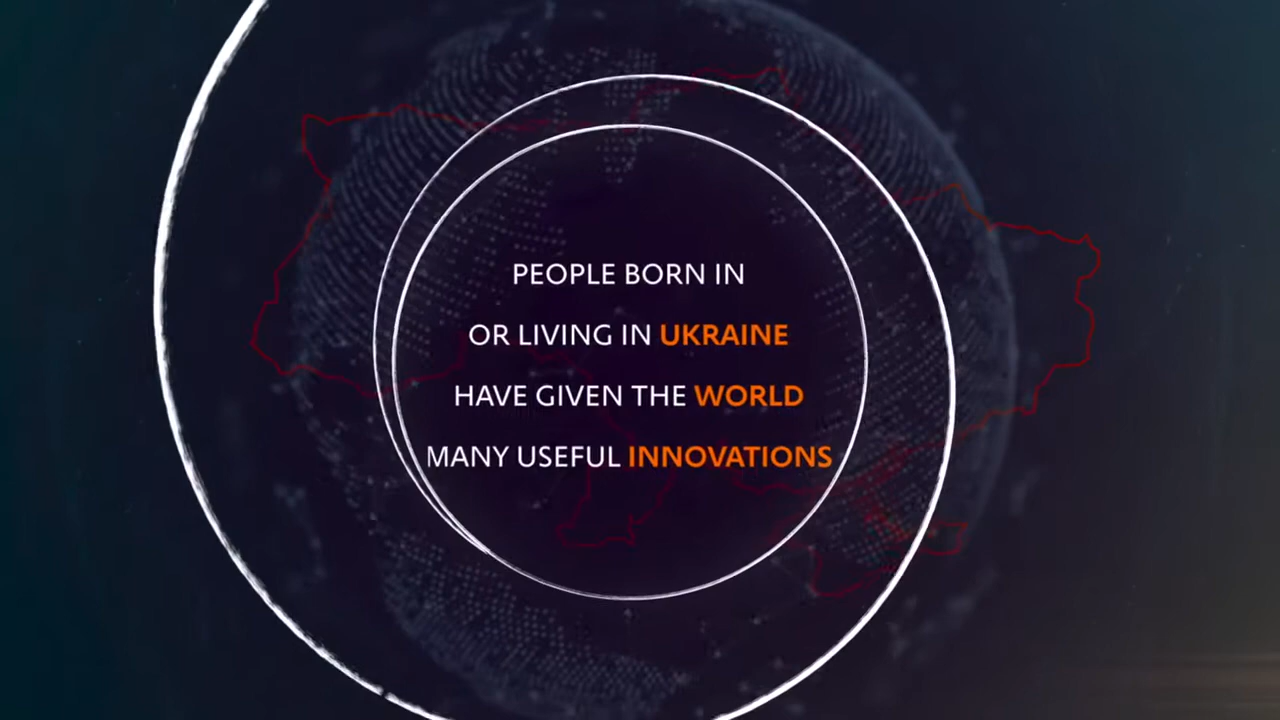 PEOPLE BORN IN
OR LIVING IN UKRAINE
HAVE GIVEN THE WORLD
MANY USEFUL INNOVATIONS